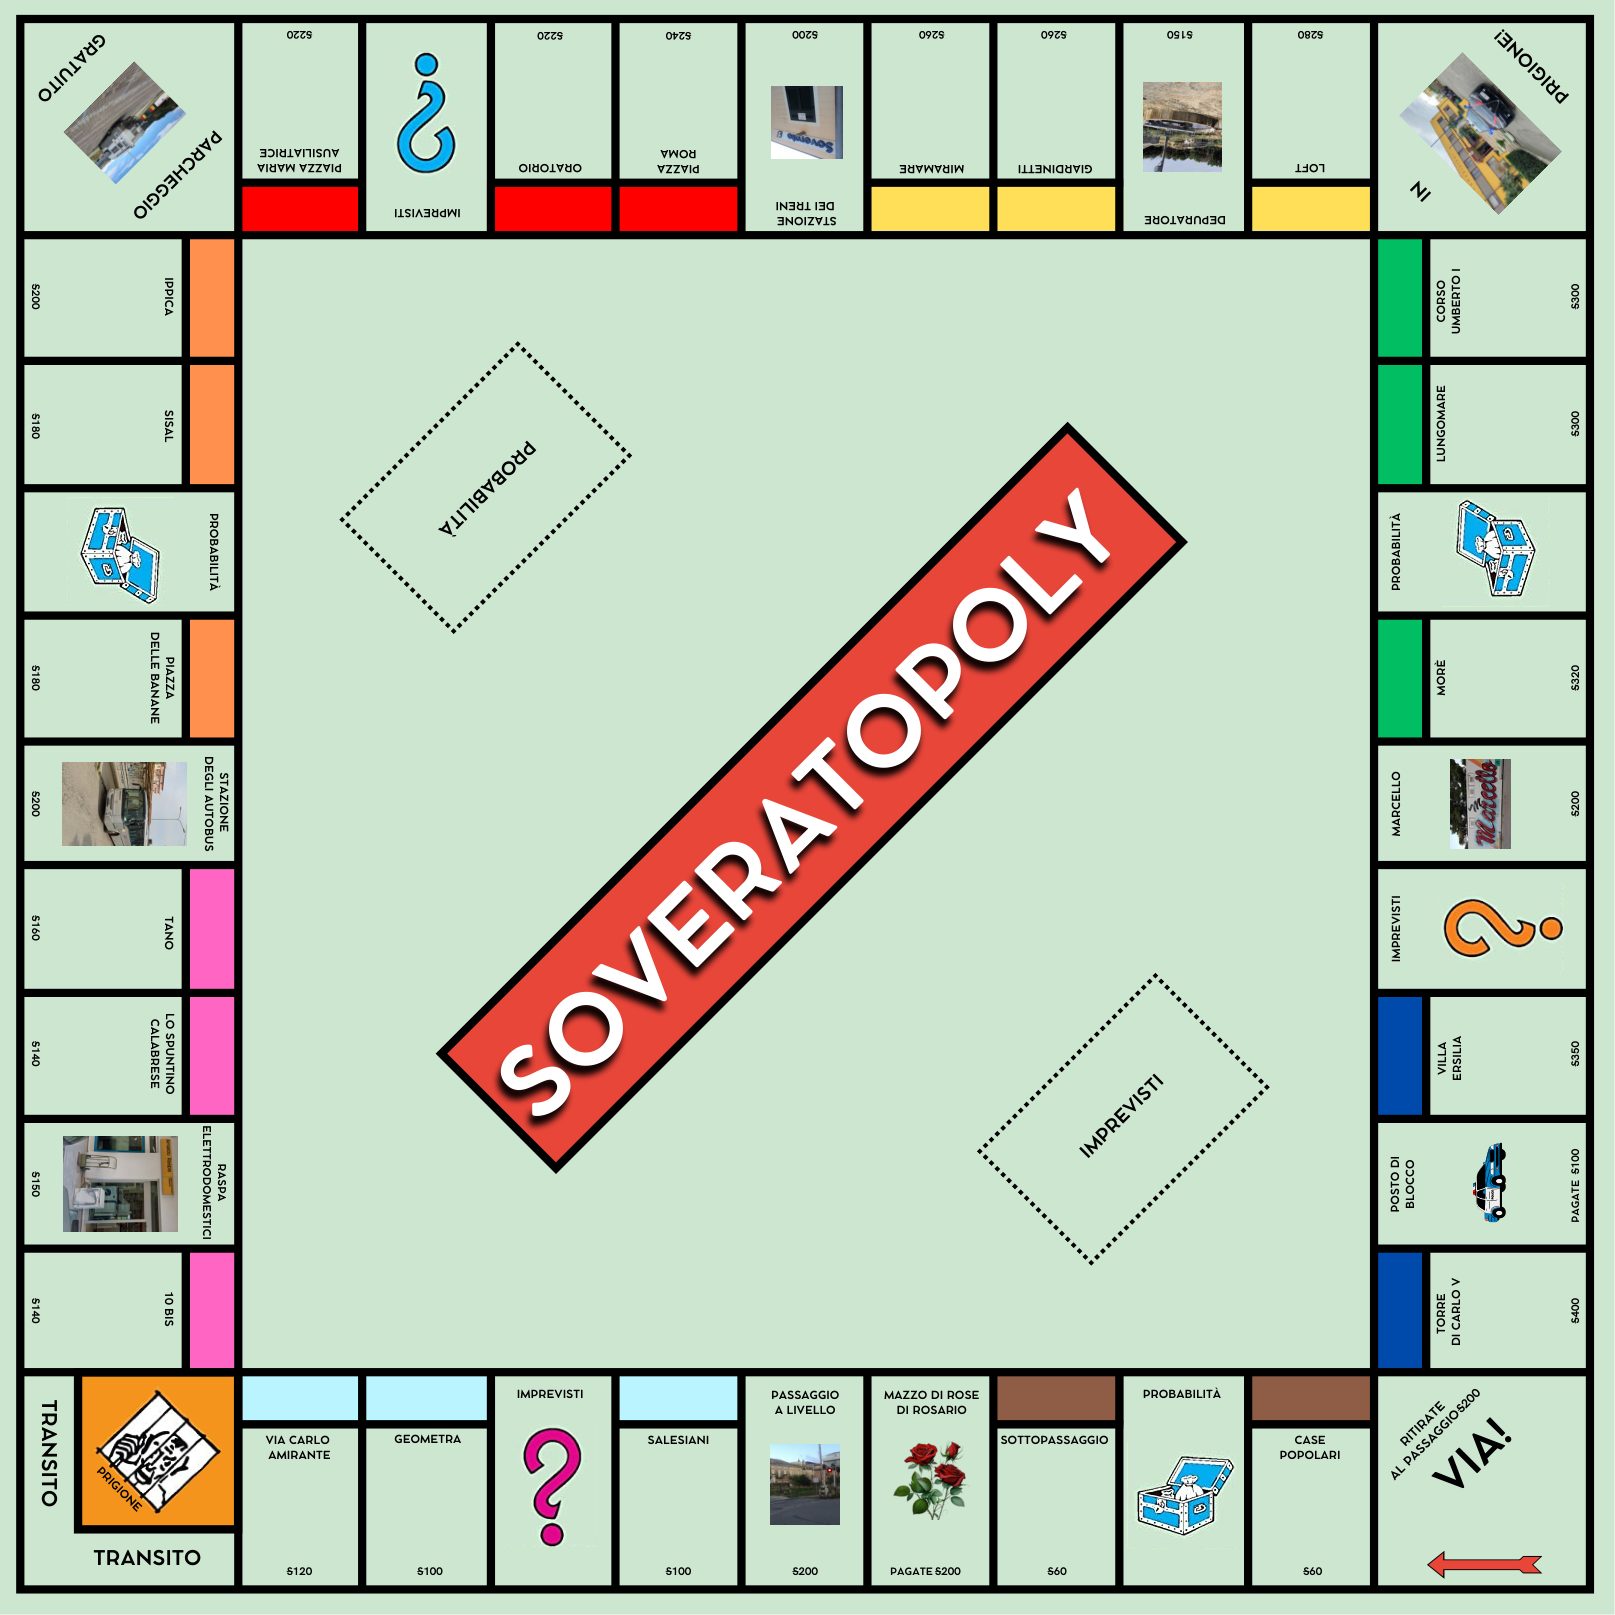 GRATUITO
PARCHEGGIO
$220
PIAZZA MARIA
AUSILIATRICE
IMPREVISTI
$220
ORATORIO
$240
PIAZZA
ROMA
$200
Soverato
STAZIONE
DEI TRENI
$260
MIRAMARE
$260
GIARDINETTI
$150
DEPURATORE
$280
LOFT
IN
PRIGIONE!
IPPICA
$200
SISAL
$180
PROBABILITÀ
PIAZZA
DELLE BANANE
$180
STAZIONE
DEGLI AUTOBUS
$200
TANO
$160
LO SPUNTINO
CALABRESE
$140
RASPA
ELETTRODOMESTICI
$150
10 BIS
$140
PROBABILITÀ
SOVERATOPOLY
IMPREVISTI
CORSO
UMBERTO I
$300
LUNGOMARE
$300
PROBABILITÀ
MORÈ
$320
MARCELLO
Marcello
$200
IMPREVISTI
VILLA
ERSILIA
$350
POSTO DI
BLOCCO
PAGATE $100
TORRE
DI CARLO V
$400
TRANSITO
PRIGIONE
TRANSITO
VIA CARLO
AMIRANTE
$120
GEOMETRA
$100
IMPREVISTI
SALESIANI
$100
PASSAGGIO
A LIVELLO
$200
MAZZO DI ROSE
DI ROSARIO
PAGATE $200
SOTTOPASSAGGIO
$60
PROBABILITÀ
CASE
POPOLARI
$60
RITIRATE
AL PASSAGGIO $200
VIA!